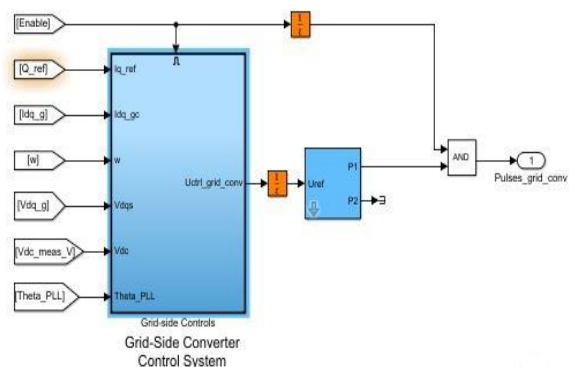 [Enable]
[Q_ref]
Iq_ref
[Idq_g]
Idq_gc
[w]
w
Uctrl_grid_conv
Uref
P1
P2
AND
1
Pulses_grid_conv
[Vdq_g]
Vdqs
[Vdc_meas_V]
Vdc
[Theta_PLL]
Theta_PLL
Grid-side Controls
Grid-Side Converter
Control System